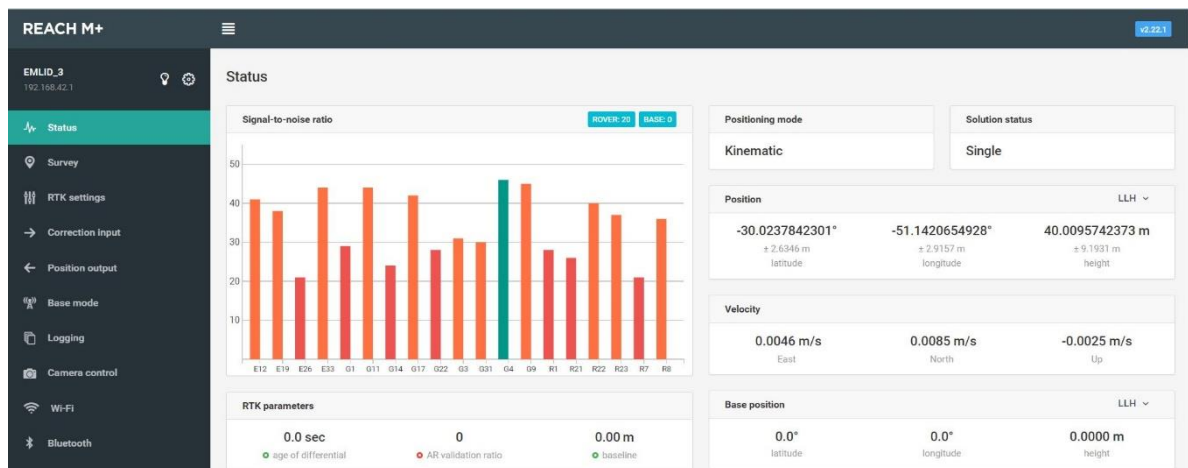 REACH M+
v2.22.1
EMLID_3
192.168.42.1
Status
Survey
RTK settings
Correction input
Position output
Base mode
Logging
Camera control
Wi-Fi
Bluetooth
Status
Signal-to-noise ratio
ROVER: 20 BASE: 0
50
40
30
20
10
E12 E19 E26 E33 G1 G11 G14 G17 G22 G3 G31 G4 G9 R1 R21 R22 R23 R7 R8
RTK parameters
0.0 sec 0 0.00 m
age of differential AR validation ratio baseline
Positioning mode
Kinematic
Solution status
Single
Position LLH
-30.0237842301° -51.1420654928° 40.0095742373 m
± 2.6346 m ± 2.9157 m ± 9.1931 m
latitude longitude height
Velocity
0.0046 m/s 0.0085 m/s -0.0025 m/s
East North Up
Base position LLH
0.0° 0.0° 0.0000 m
latitude longitude height